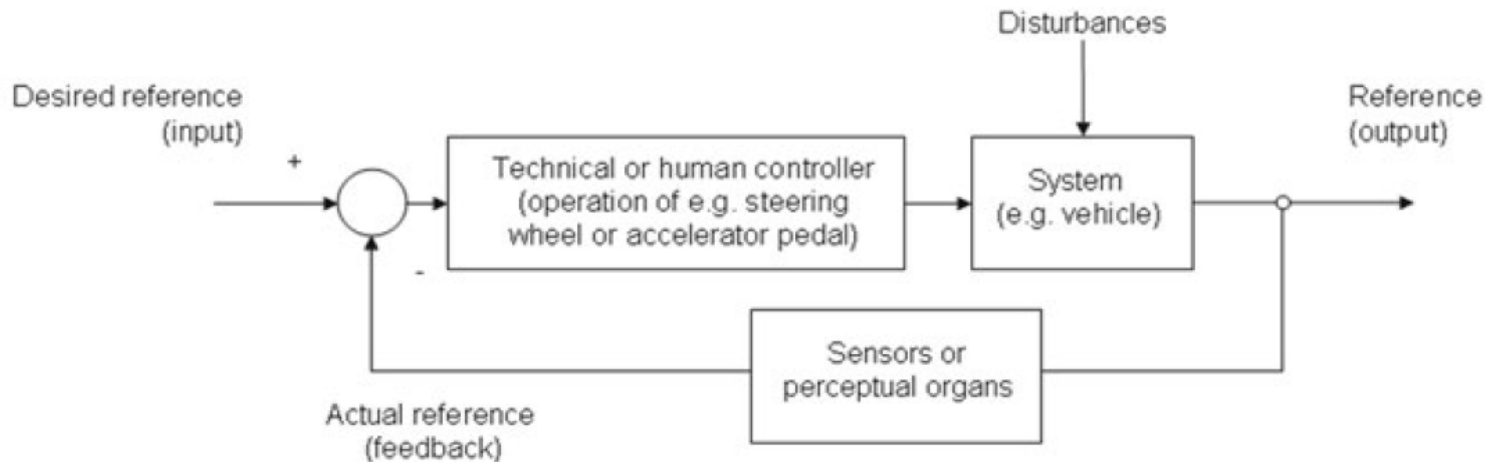 Disturbances
Desired reference
(input)
Reference
(output)
+
Technical or human controller
(operation of e.g. steering
wheel or accelerator pedal)
System
(e.g. vehicle)
-
Sensors or
perceptual organs
Actual reference
(feedback)